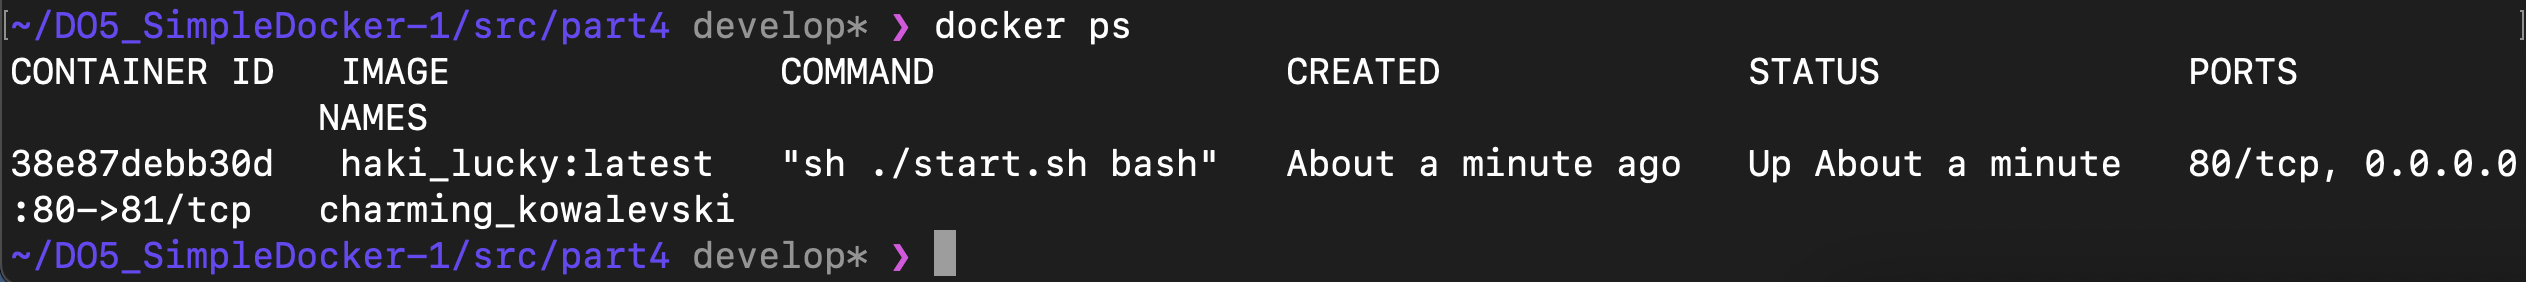 [~/DO5_SimpleDocker-1/src/part4 develop* ❯ docker ps ]
CONTAINER ID   IMAGE               COMMAND                CREATED              STATUS              PORTS
              NAMES
38e87debb30d   haki_lucky:latest   "sh ./start.sh bash"   About a minute ago   Up About a minute   80/tcp, 0.0.0.0
:80->81/tcp   charming_kowalevski
~/DO5_SimpleDocker-1/src/part4 develop* ❯